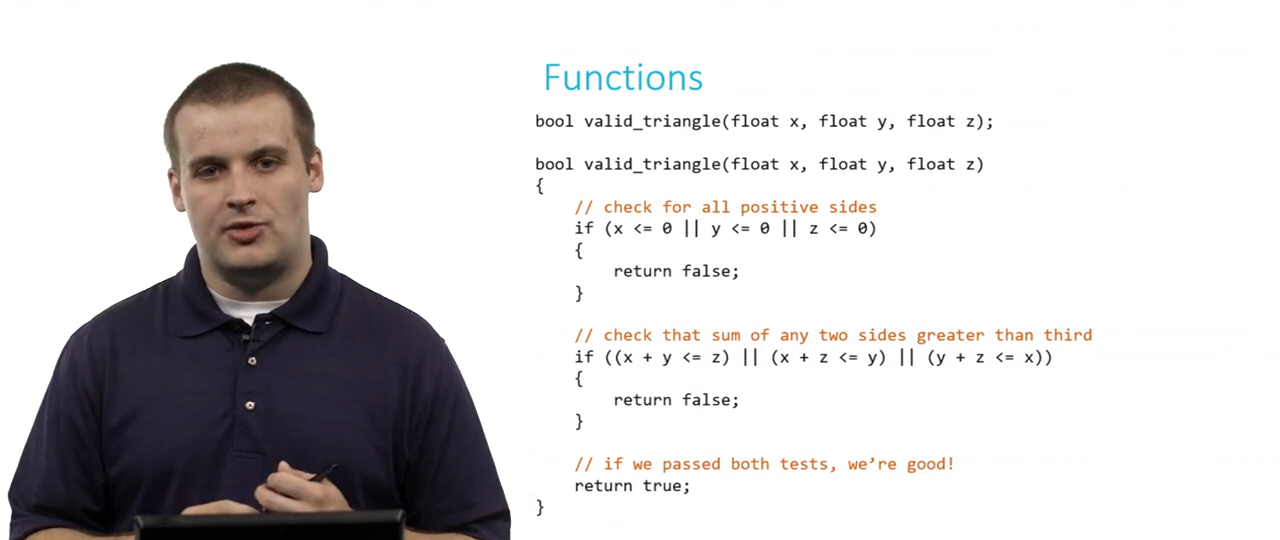 Functions
bool valid_triangle(float x, float y, float z);
bool valid_triangle(float x, float y, float z)
{
// check for all positive sides
if (x <= 0 || y <= 0 || z <= 0)
{
return false;
}
// check that sum of any two sides greater than third
if ((x + y <= z) || (x + z <= y) || (y + z <= x))
{
return false;
}
// if we passed both tests, we’re good!
return true;
}